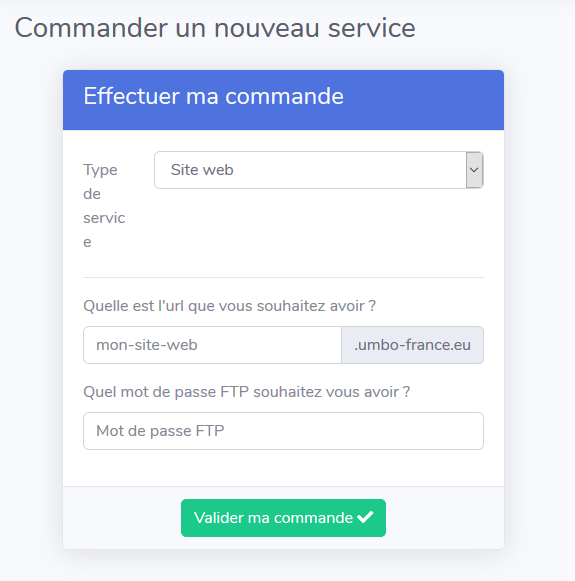 Commander un nouveau service
Effectuer ma commande
Type
de
servic
e
Site web
Quelle est l'url que vous souhaitez avoir ?
mon-site-web .umbo-france.eu
Quel mot de passe FTP souhaitez vous avoir ?
Mot de passe FTP
Valider ma commande